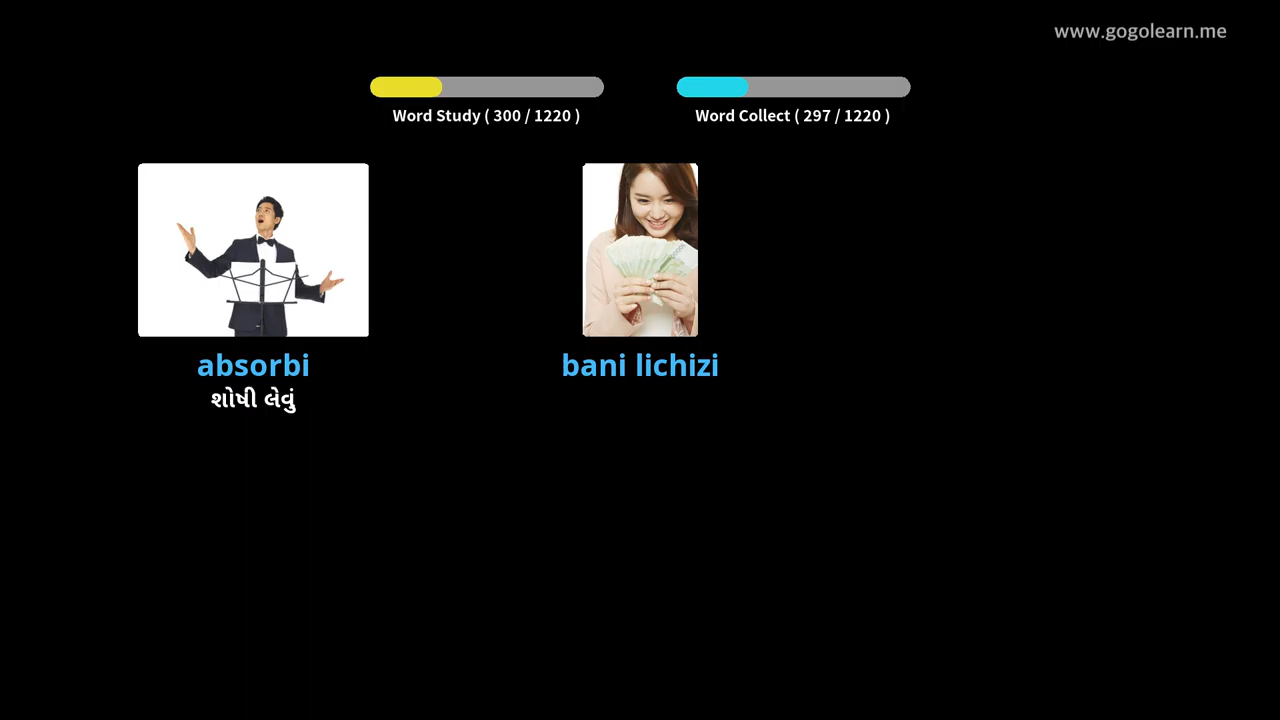 www.gogolearn.me
Word Study ( 300 / 1220 )
Word Collect ( 297 / 1220 )
absorbi
શોષી લેવું
bani lichizi